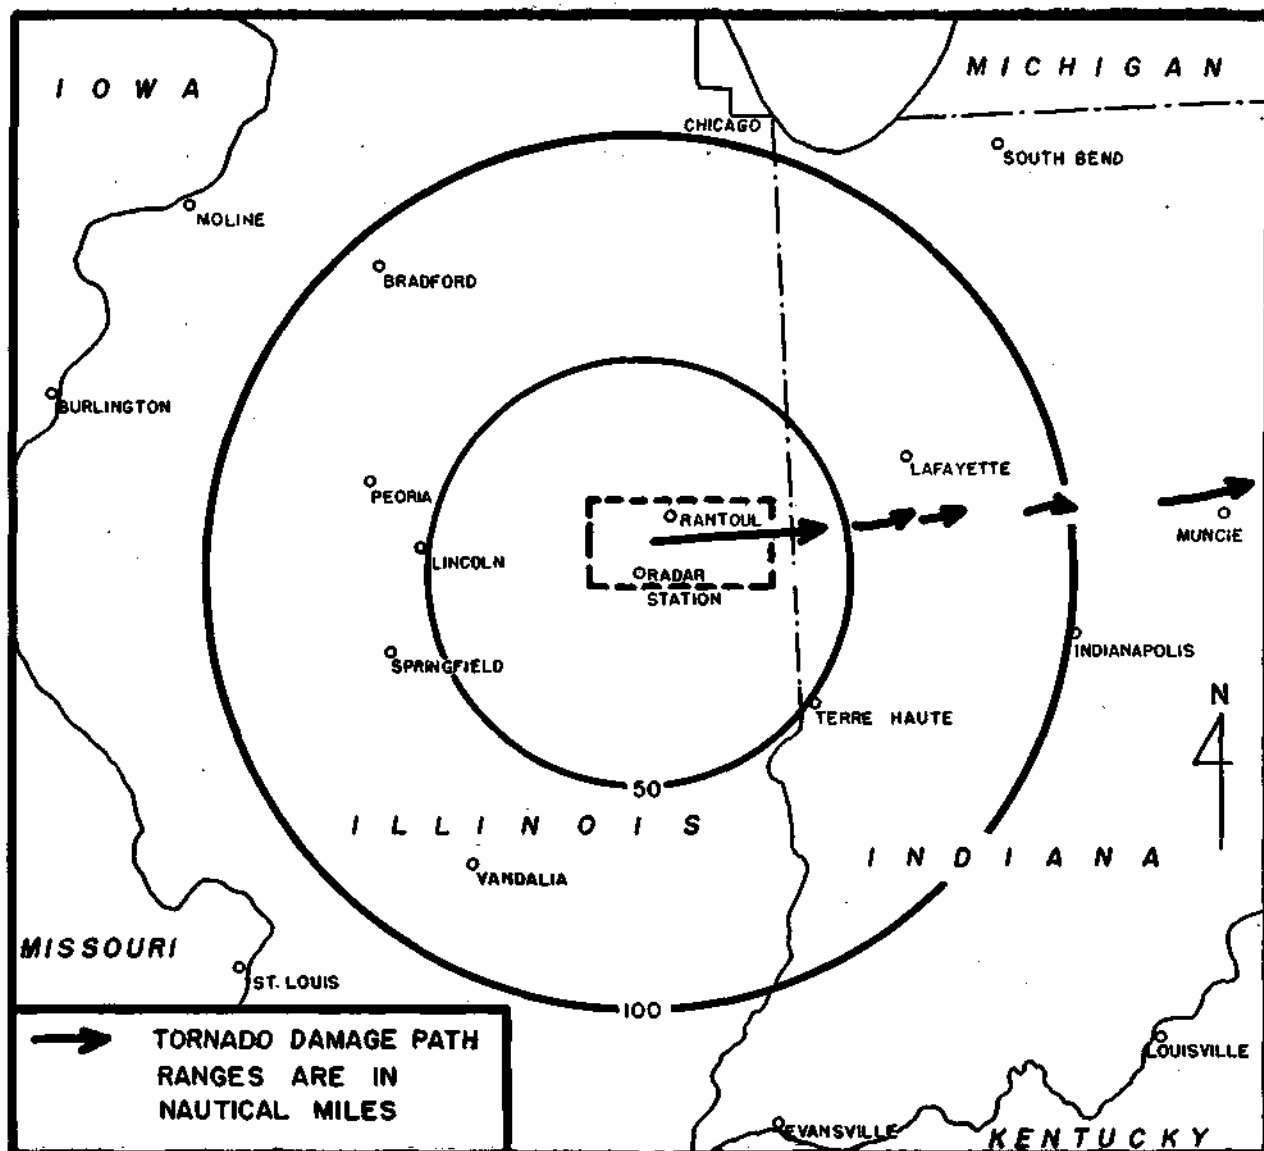 IOWA
MICHIGAN
CHICAGO
SOUTH BEND
MOLINE
BRADFORD
BURLINGTON
LAFAYETTE
PEORIA
RANTOUL
MUNCIE
LINCOLN
RADAR
STATION
INDIANAPOLIS
SPRINGFIELD
N
TERRE HAUTE
50
ILLINOIS
INDIANA
VANDALIA
MISSOURI
ST. LOUIS
100
TORNADO DAMAGE PATH
RANGES ARE IN
NAUTICAL MILES
LOUISVILLE
EVANSVILLE
KENTUCKY